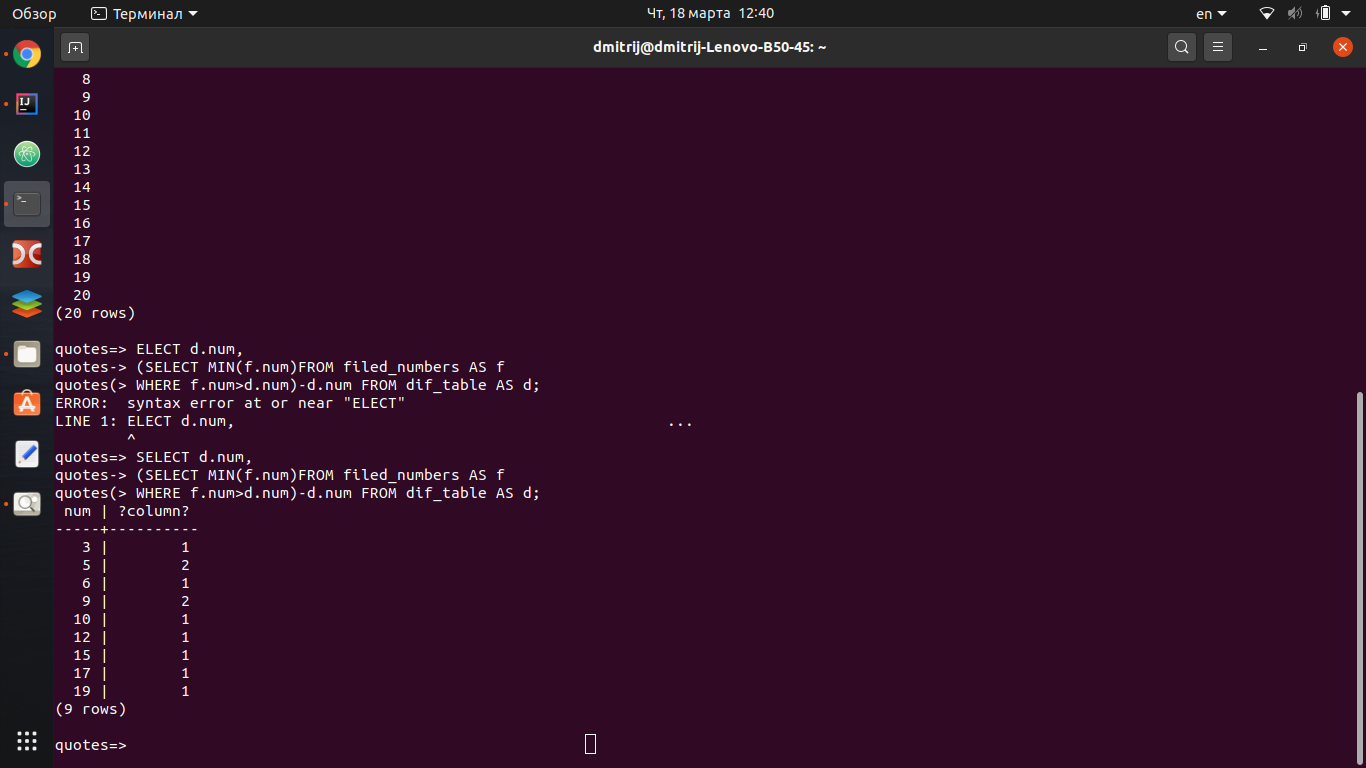 Обзор
Терминал
Чт, 18 марта 12:40
en
dmitrij@dmitrij-Lenovo-B50-45: ~
IJ
8
9
10
11
12
13
14
15
16
17
18
19
20
(20 rows)
quotes=> ELECT d.num,
quotes-> (SELECT MIN(f.num)FROM filed_numbers AS f
quotes(> WHERE f.num>d.num)-d.num FROM dif_table AS d;
ERROR:  syntax error at or near "ELECT"
LINE 1: ELECT d.num,                                                ...
        ^
quotes=> SELECT d.num,
quotes-> (SELECT MIN(f.num)FROM filed_numbers AS f
quotes(> WHERE f.num>d.num)-d.num FROM dif_table AS d;
 num | ?column?
-----+----------
   3 |        1
   5 |        2
   6 |        1
   9 |        2
  10 |        1
  12 |        1
  15 |        1
  17 |        1
  19 |        1
(9 rows)
quotes=>